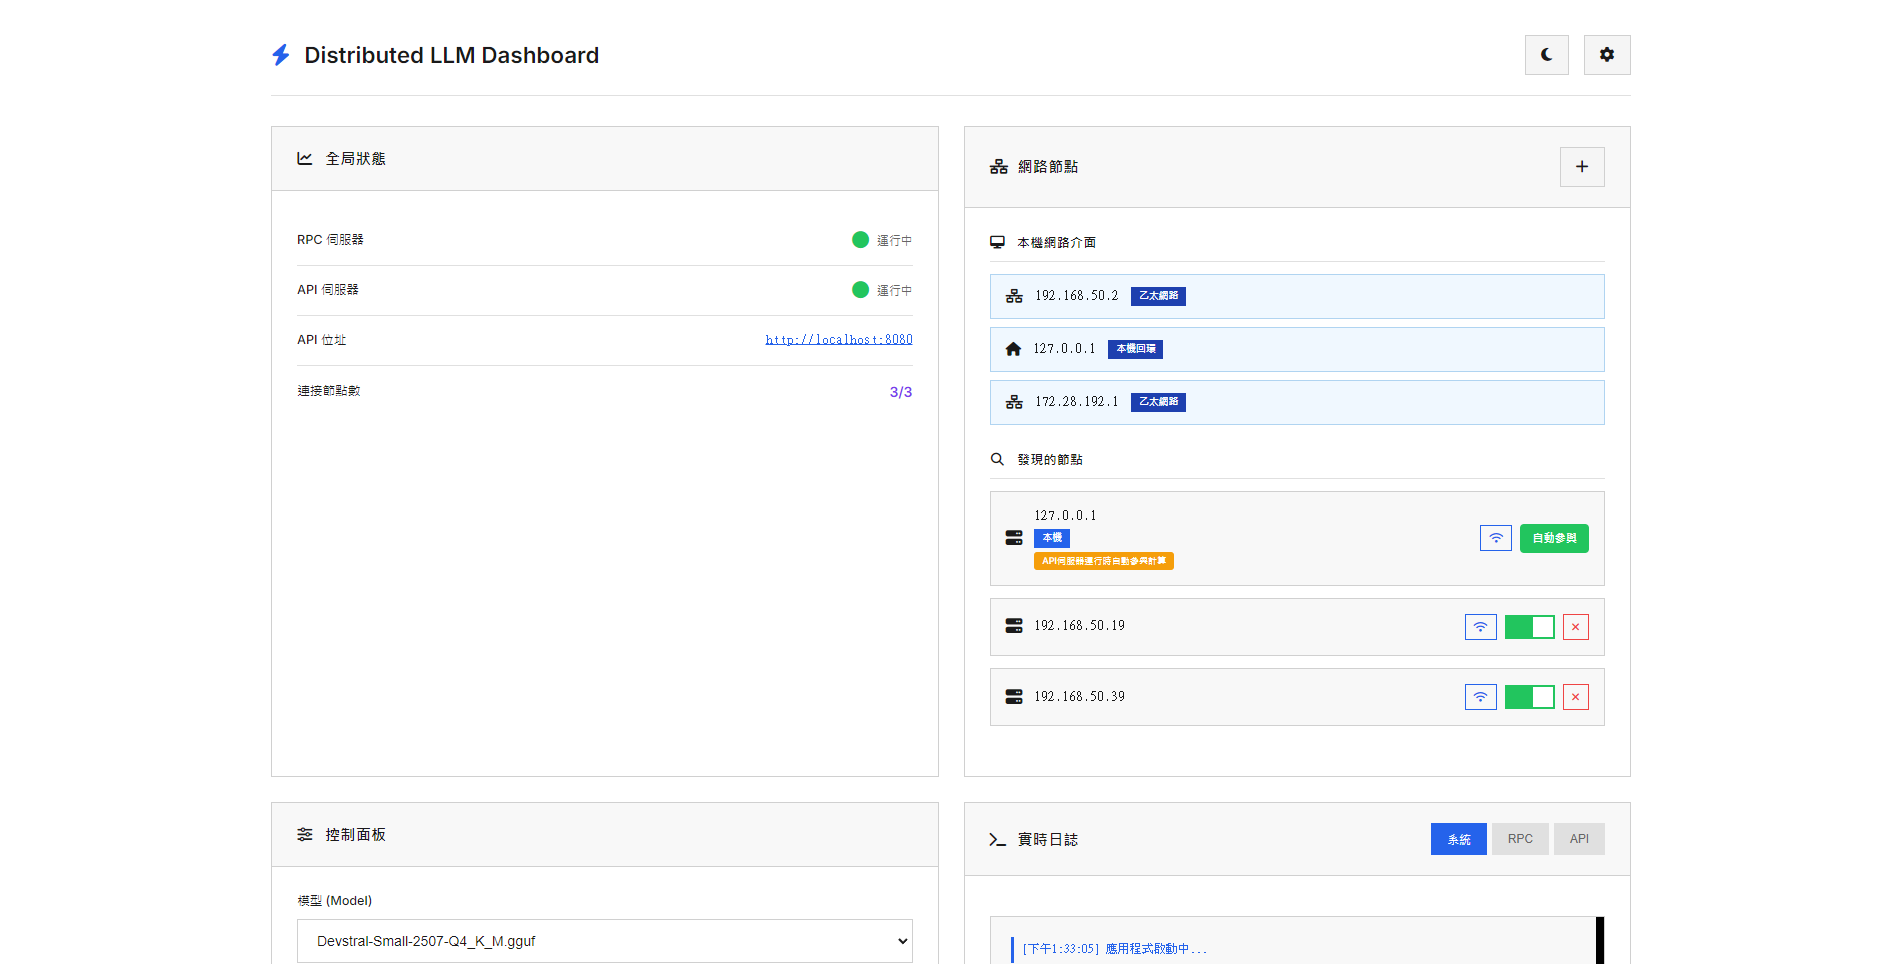 Distributed LLM Dashboard
全局狀態
RPC 伺服器
運行中
API 伺服器
運行中
API 位址
http://localhost:8080
連接節點數
3/3
網路節點
本機網路介面
192.168.50.2 乙太網路
127.0.0.1 本機回環
172.28.192.1 乙太網路
發現的節點
127.0.0.1
本機
API伺服器運行時自動參與計算
自動參與
192.168.50.19
192.168.50.39
控制面板
模型 (Model)
Devstral-Small-2507-Q4_K_M.gguf
實時日誌
系統 RPC API
[下午1:33:05] 應用程式啟動中...